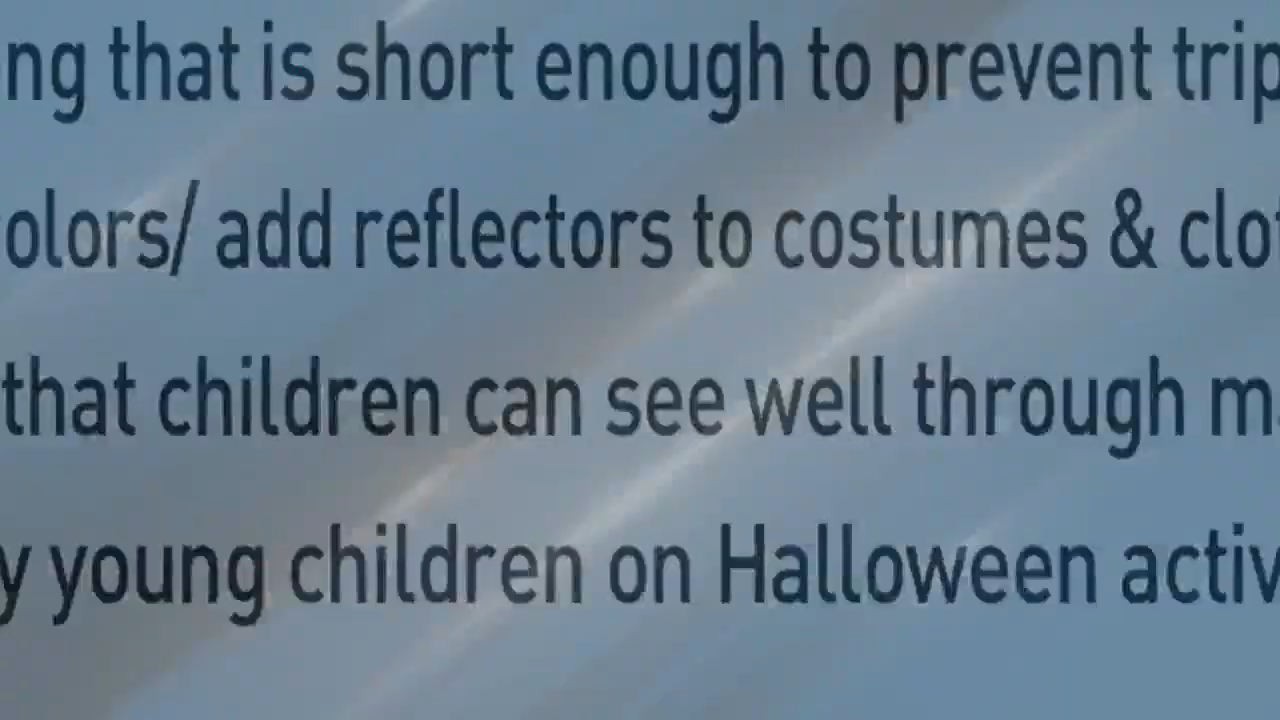 ng that is short enough to prevent trip
olors/ add reflectors to costumes & clo
that children can see well through m
y young children on Halloween activ